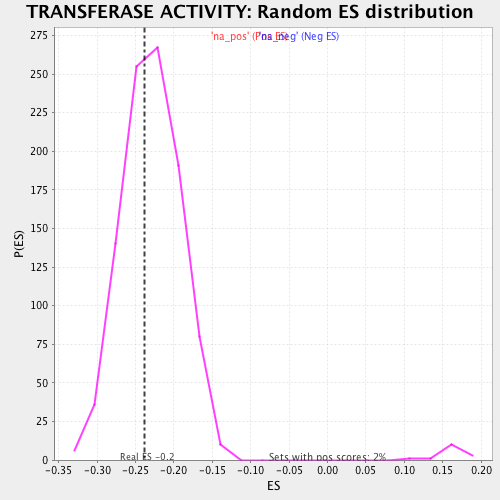 TRANSFERASE ACTIVITY: Random ES distribution
'na_pos' (Pos ES) 'na_neg' (Neg ES)
P(ES)
275
250
225
200
175
150
125
100
75
50
25
0
Real ES -0.2
Sets with pos scores: 2%
-0.35 -0.30 -0.25 -0.20 -0.15 -0.10 -0.05 0.00 0.05 0.10 0.15 0.20
ES